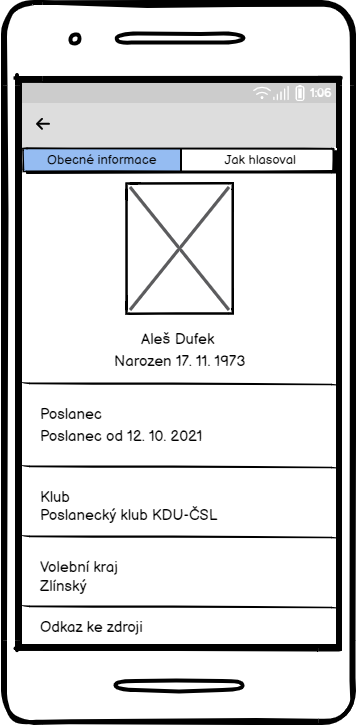 1:06
Obecné informace
Jak hlasoval
Aleš Dufek
Narozen 17. 11. 1973
Poslanec
Poslanec od 12. 10. 2021
Klub
Poslanecký klub KDU-ČSL
Volební kraj
Zlínský
Odkaz ke zdroji